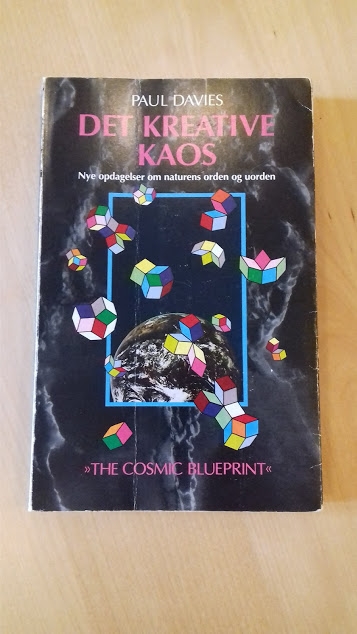 PAUL DAVIES
DET KREATIVE
KAOS
Nye opdagelser om naturens orden og uorden
»THE COSMIC BLUEPRINT«